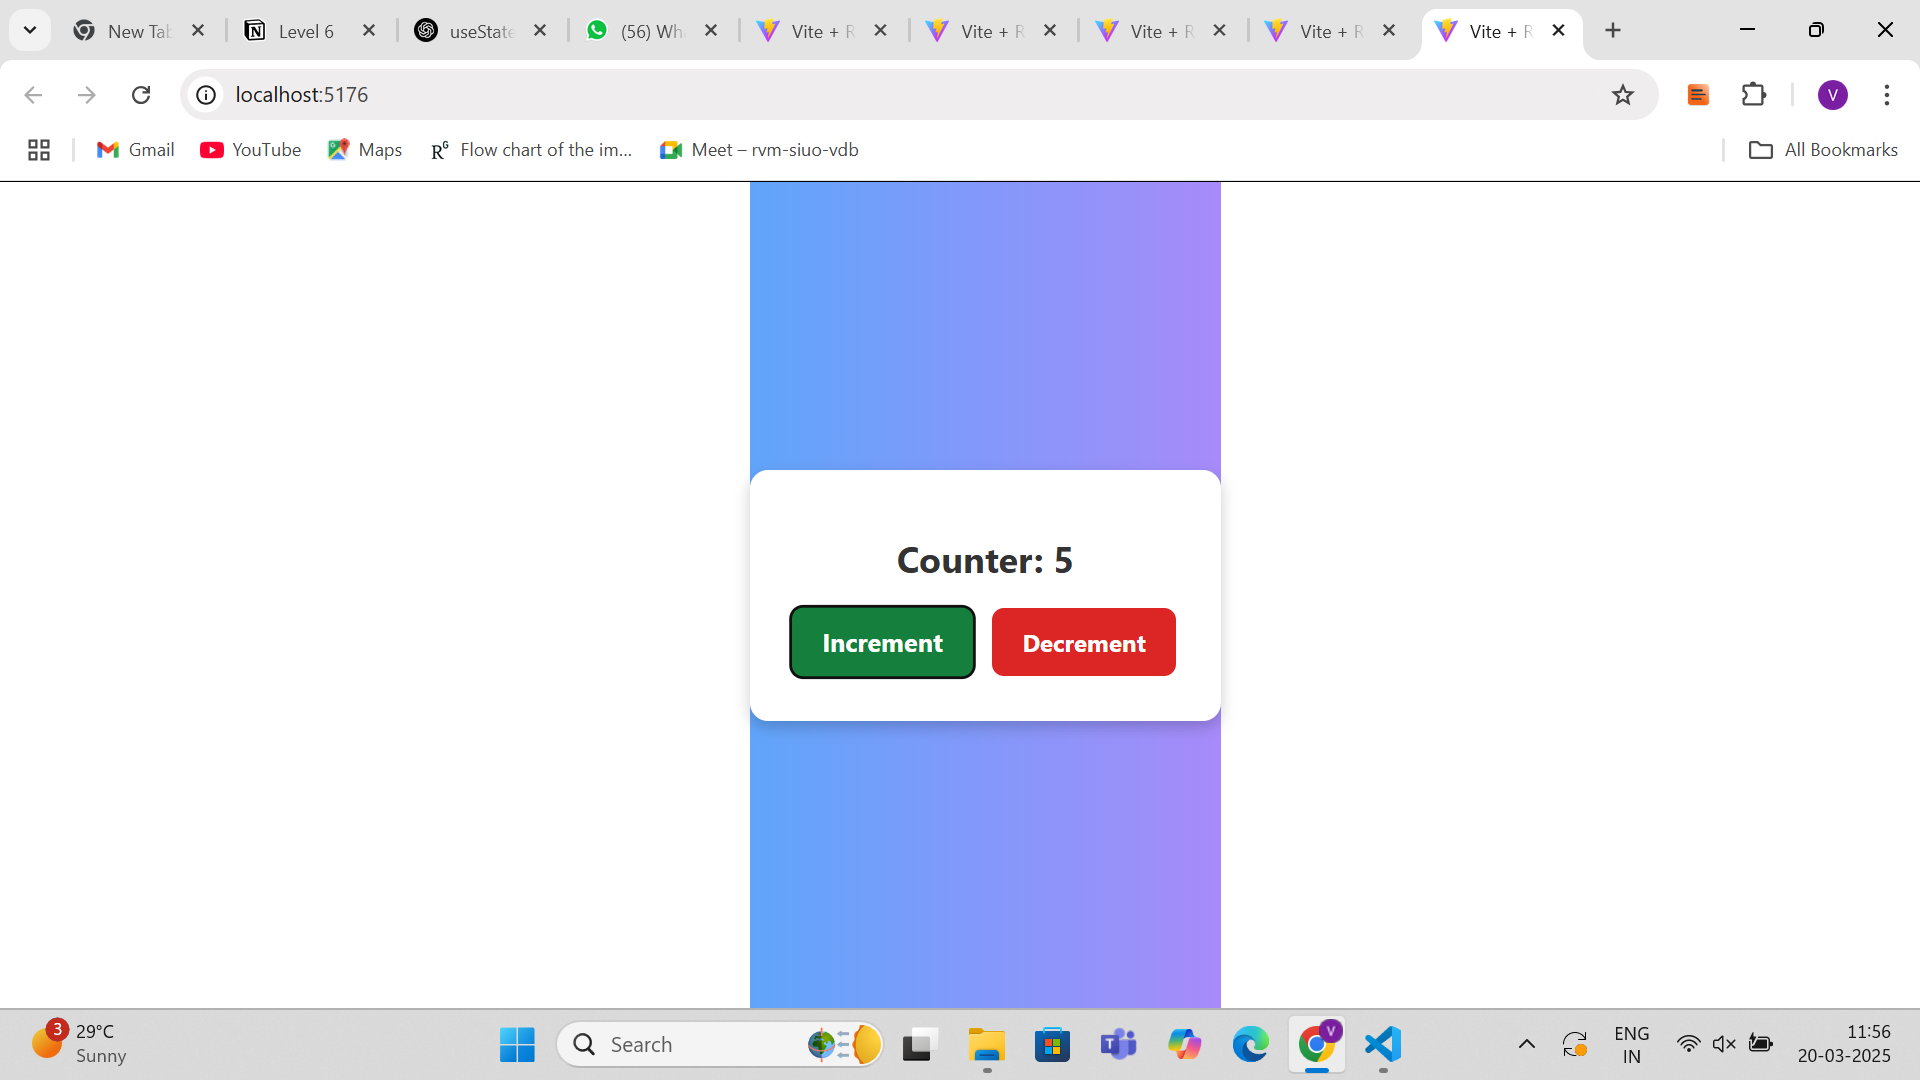 New Tab
Level 6
useState
(56) Wh
Vite + R
Vite + R
Vite + R
Vite + R
Vite + R
localhost:5176
V
Gmail
YouTube
Maps
Flow chart of the im...
Meet – rvm-siuo-vdb
All Bookmarks
Counter: 5
Increment
Decrement
3
29°C
Sunny
Search
V
ENG
IN
11:56
20-03-2025